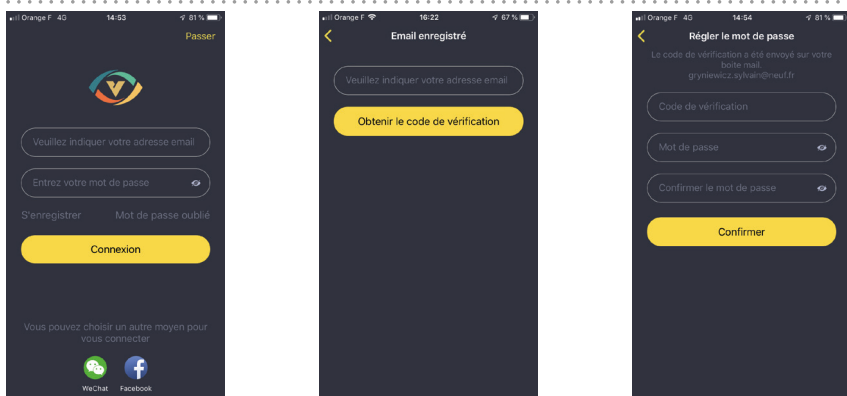 Orange F 4G 14:53 81 %
Passer
V
Veuillez indiquer votre adresse email
Entrez votre mot de passe
S'enregistrer Mot de passe oublié
Connexion
Vous pouvez choisir un autre moyen pour
vous connecter
WeChat Facebook
Orange F 16:22 67 %
Email enregistré
Veuillez indiquer votre adresse email
Obtenir le code de vérification
Orange F 4G 14:54 81 %
Régler le mot de passe
Le code de vérification a été envoyé sur votre
boite mail.
gryniewicz.sylvain@neuf.fr
Code de vérification
Mot de passe
Confirmer le mot de passe
Confirmer